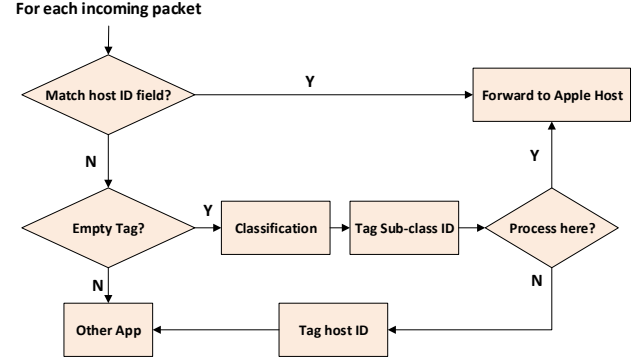 For each incoming packet
Match host ID field?
Y
Forward to Apple Host
N
Y
Empty Tag?
Y
Classification
Tag Sub-class ID
Process here?
N
N
Other App
Tag host ID